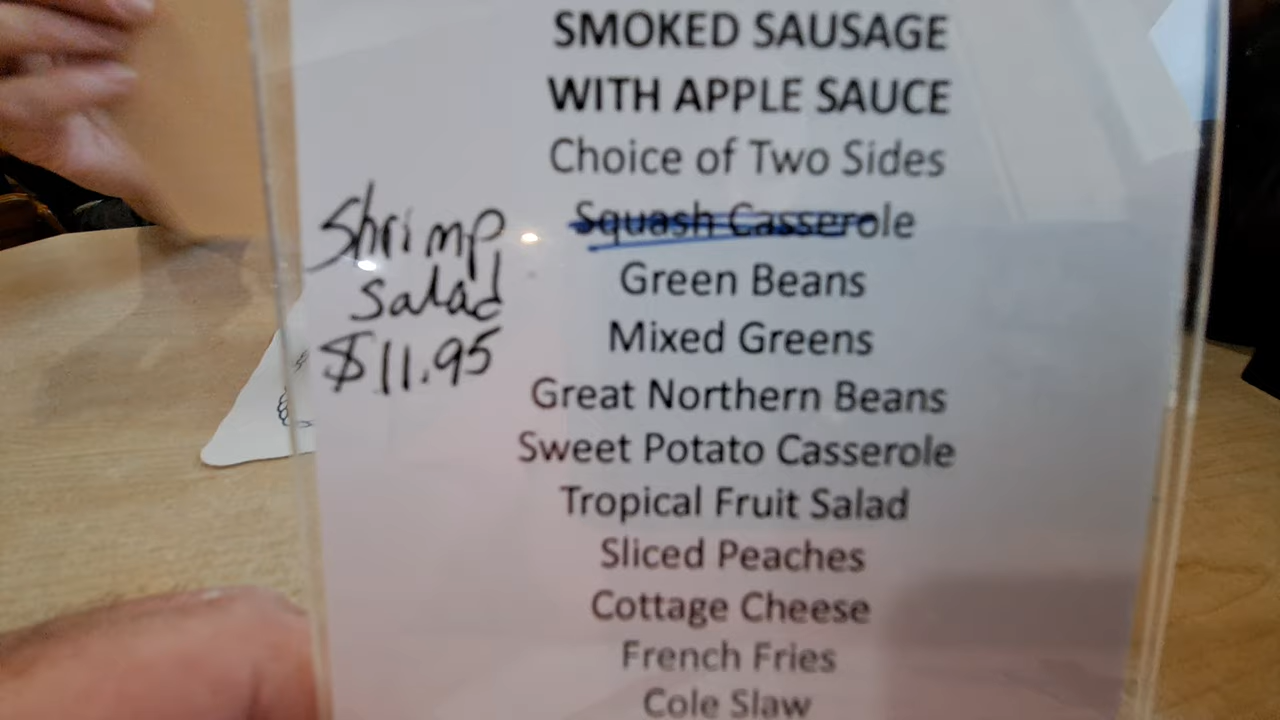 SMOKED SAUSAGE
WITH APPLE SAUCE
Choice of Two Sides
Squash Casserole
Green Beans
Mixed Greens
Great Northern Beans
Sweet Potato Casserole
Tropical Fruit Salad
Sliced Peaches
Cottage Cheese
French Fries
Cole Slaw
Shrimp
Salad
$11.95